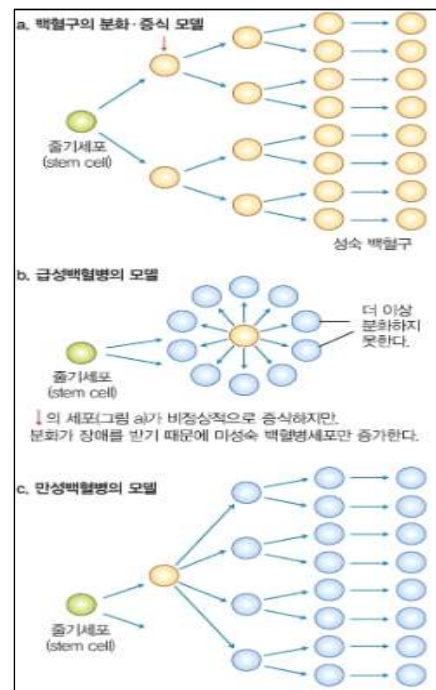 a. 백혈구의 분화·증식 모델
줄기세포
(stem cell)
성숙 백혈구
b. 급성백혈병의 모델
더 이상
분화하지
못한다.
줄기세포
(stem cell)
↓의 세포(그림 a)가 비정상적으로 증식하지만,
분화가 장애를 받기 때문에 미성숙 백혈병세포만 증가한다.
c. 만성백혈병의 모델
줄기세포
(stem cell)